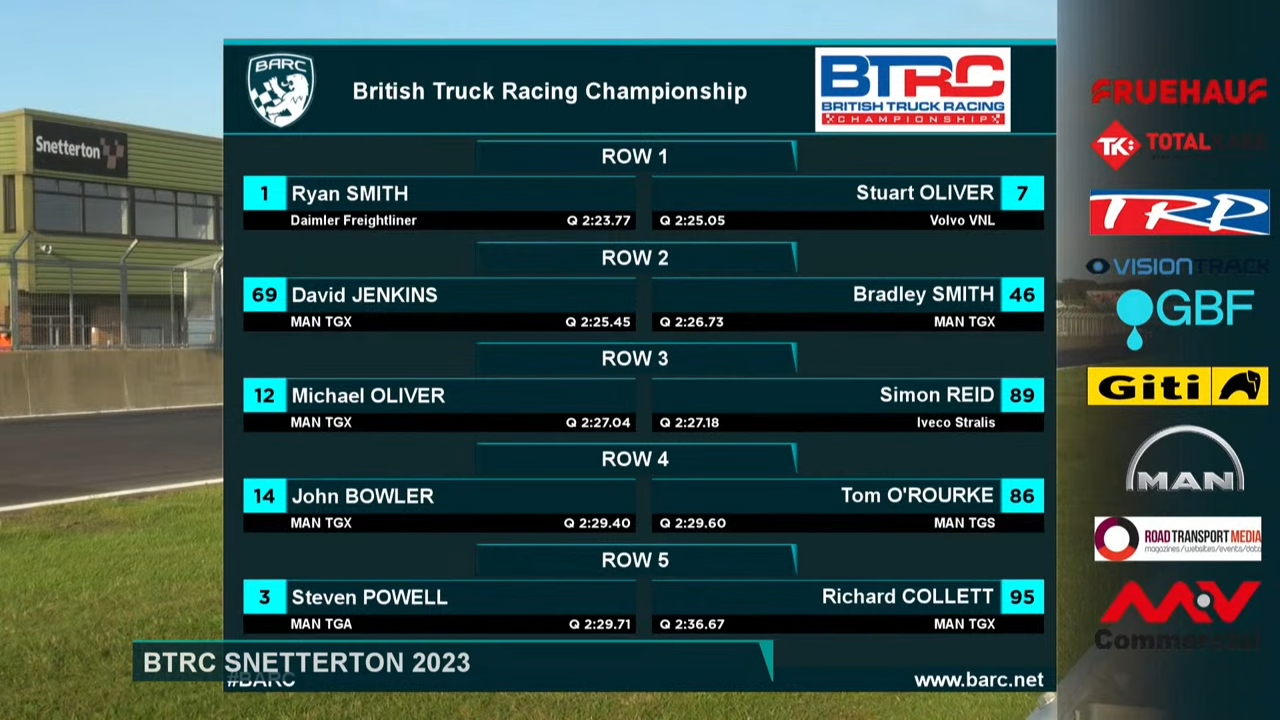 Snetterton
BARC
British Truck Racing Championship
BTRC
BRITISH TRUCK RACING
CHAMPIONSHIP
ROW 1
1 Ryan SMITH Stuart OLIVER 7
Daimler Freightliner Q 2:23.77 Q 2:25.05 Volvo VNL
ROW 2
69 David JENKINS Bradley SMITH 46
MAN TGX Q 2:25.45 Q 2:26.73 MAN TGX
ROW 3
12 Michael OLIVER Simon REID 89
MAN TGX Q 2:27.04 Q 2:27.18 Iveco Stralis
ROW 4
14 John BOWLER Tom O'ROURKE 86
MAN TGX Q 2:29.40 Q 2:29.60 MAN TGS
ROW 5
3 Steven POWELL Richard COLLETT 95
MAN TGA Q 2:29.71 Q 2:36.67 MAN TGX
BTRC SNETTERTON 2023
#BARC www.barc.net
FRUEHAUF
TK: TOTAL
TRP
VISIONTRACK
GBF
Giti
MAN
ROAD TRANSPORT MEDIA
magazines/websites/events/data
MV
Commercial